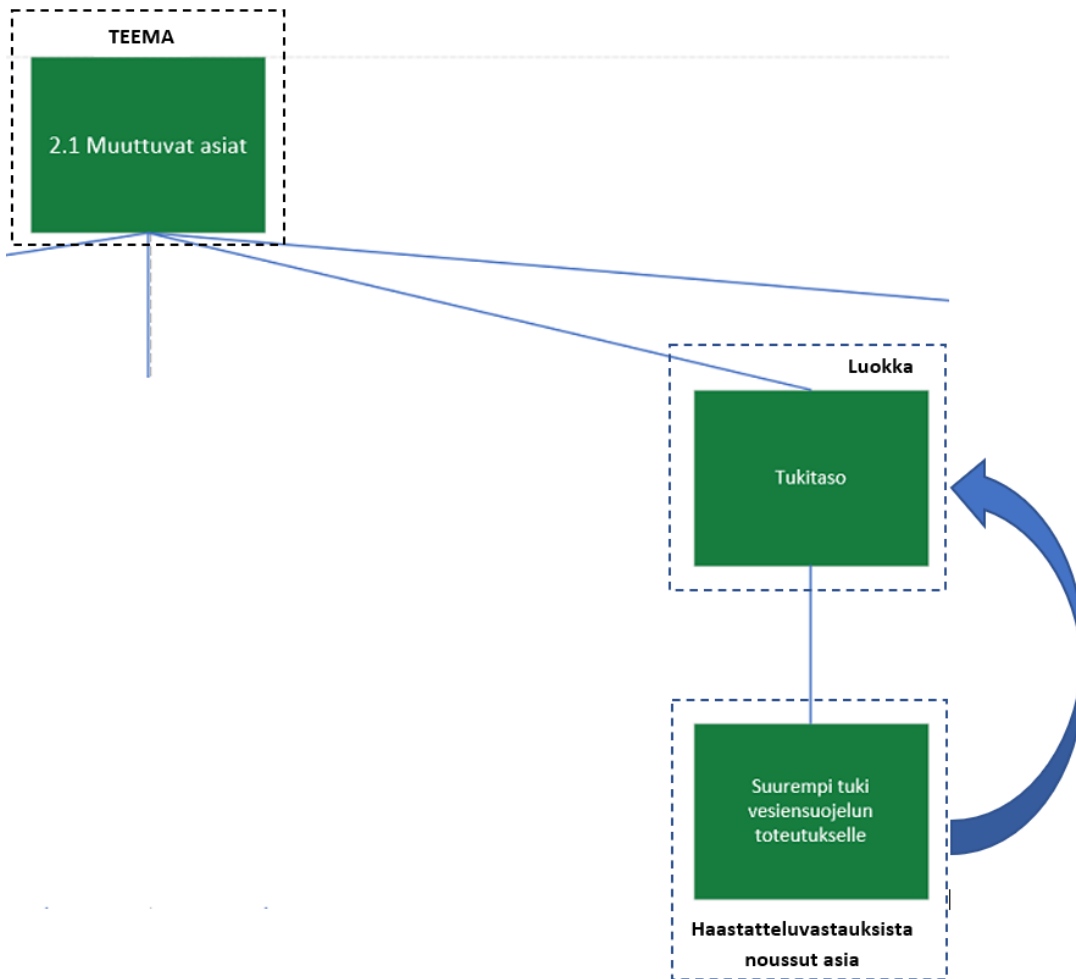 TEEMA
2.1 Muuttuvat asiat
Luokka
Tukitaso
Suurempi tuki
vesiensuojelun
toteutukselle
Haastatteluvastauksista
noussut asia